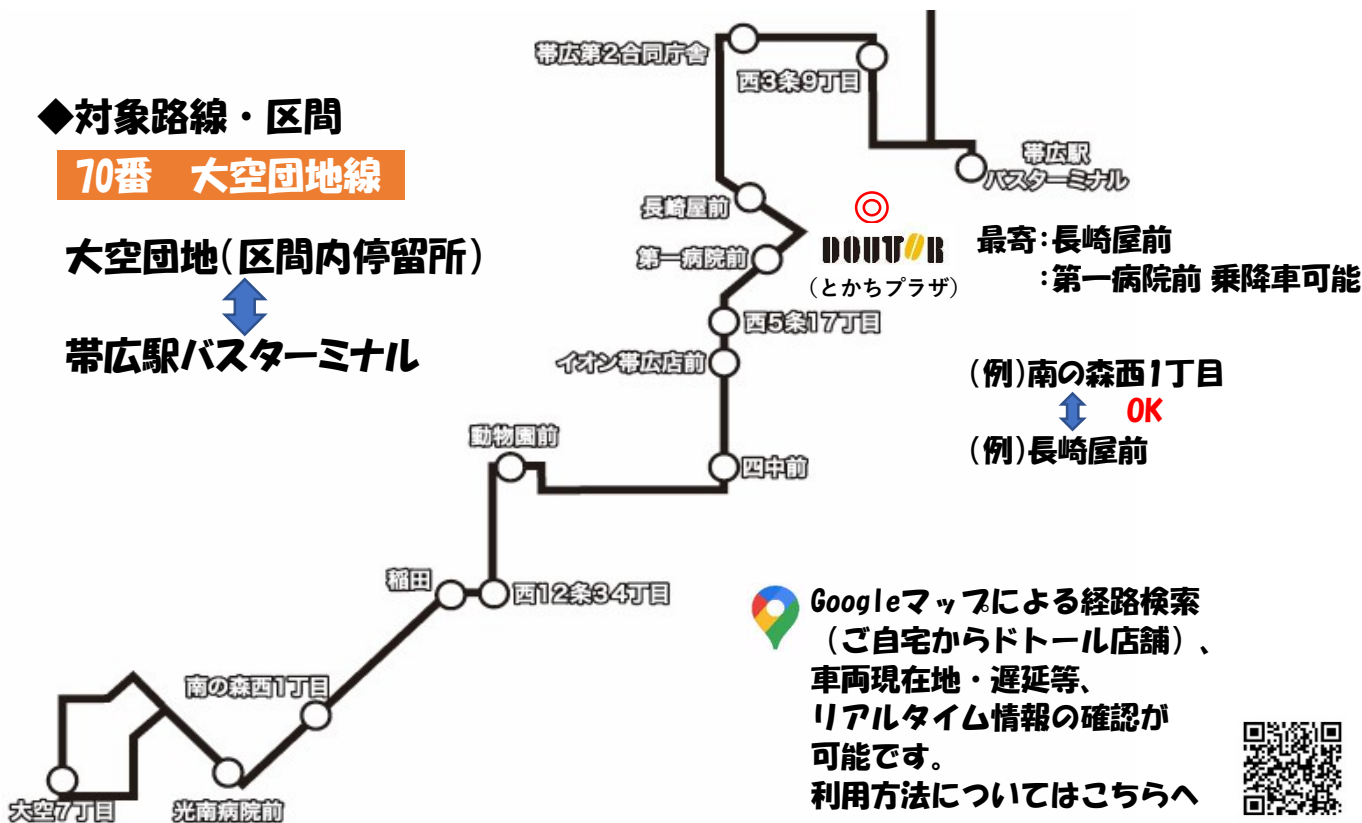 ◆対象路線・区間
70番　大空団地線
大空団地(区間内停留所)
帯広駅バスターミナル
帯広第2合同庁舎
西3条9丁目
帯広駅
バスターミナル
長崎屋前
第一病院前
DOUTOR
(とかちプラザ)
最寄:長崎屋前
:第一病院前 乗降車可能
西5条17丁目
イオン帯広店前
(例)南の森西1丁目
OK
(例)長崎屋前
動物園前
四中前
稲田
西12条34丁目
南の森西1丁目
大空7丁目
光南病院前
Googleマップによる経路検索
(ご自宅からドトール店舗)、
車両現在地・遅延等、
リアルタイム情報の確認が
可能です。
利用方法についてはこちらへ